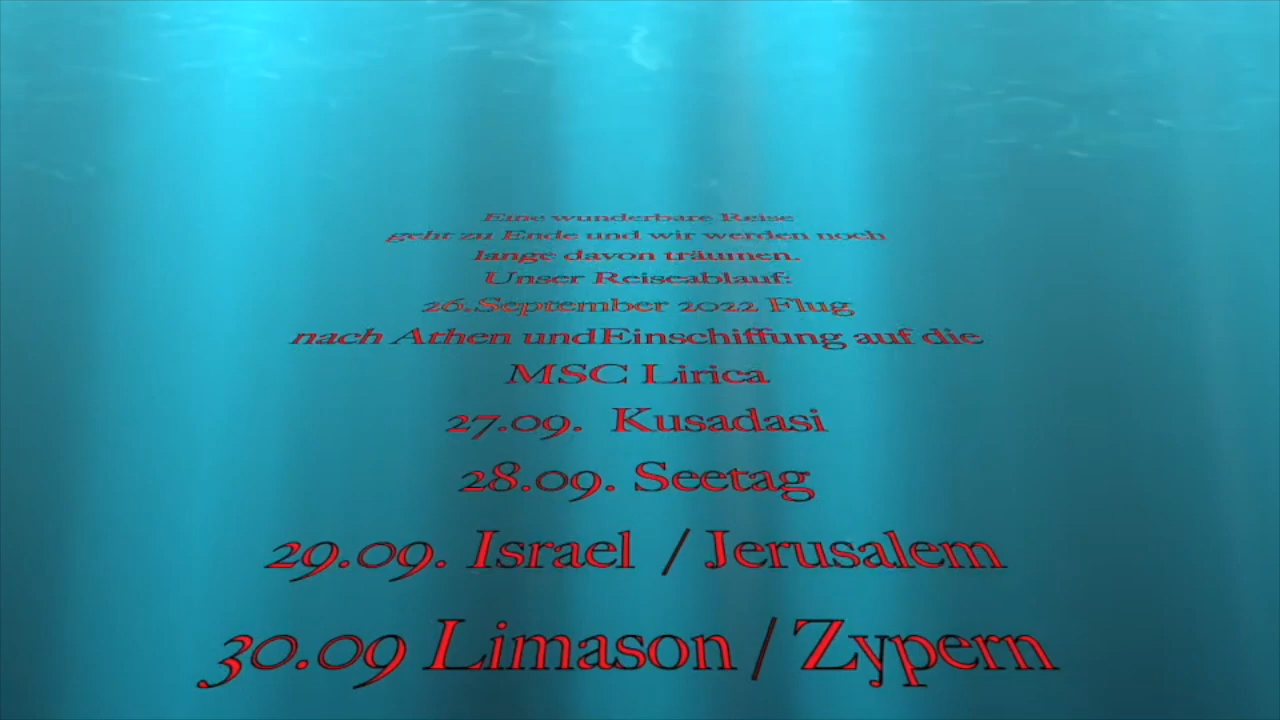 Eine wunderbare Reise
geht zu Ende und wir werden noch
lange davon träumen.
Unser Reiseablauf:
26.September 2022 Flug
nach Athen undEinschiffung auf die
MSC Lirica
27.09. Kusadasi
28.09. Seetag
29.09. Israel / Jerusalem
30.09 Limason / Zypern